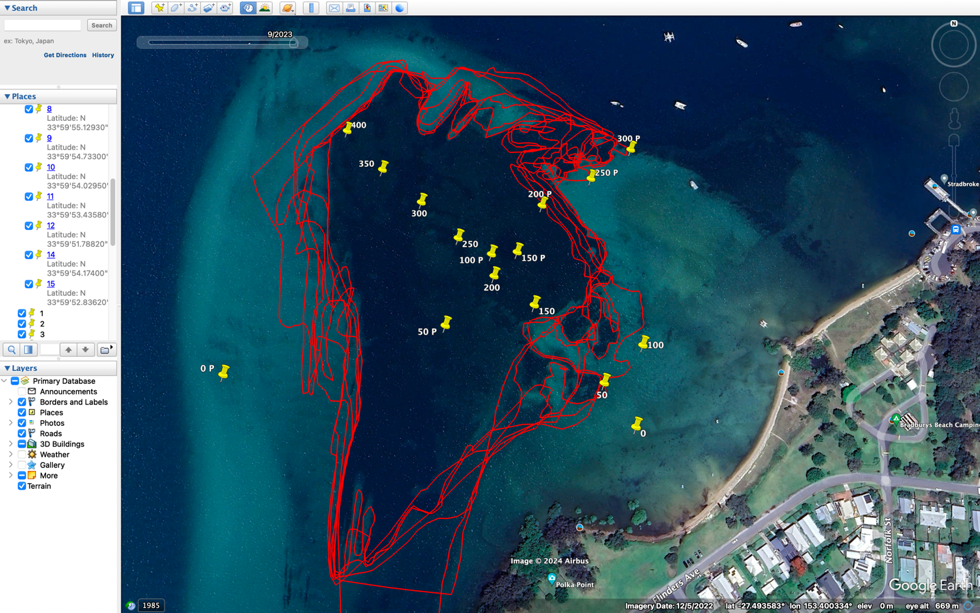 Search
Search
ex: Tokyo, Japan
Get Directions History
Places
8
Latitude: N
33°59'55.12930"
9
Latitude: N
33°59'54.73300'
10
Latitude: N
33°59'54.02950'
11
Latitude: N
33°59'53.43580'
12
Latitude: N
33°59'51.78820"
14
Latitude: N
33°59'54.17400"
15
Latitude: N
33°59'52.83620'
1
2
3
Layers
Primary Database
Announcements
Borders and Labels
Places
Photos
Roads
3D Buildings
Weather
Gallery
More
Terrain
9/2023
N
400
300 P
350
250 P
200 P
300
250
100 P
150 P
200
150
50 P
100
0 P
50
0
Stradbroke
Bradburys Beach Camping
Norfolk St
Flinders Ave
Polka Point
Image © 2024 Airbus
Google Earth
1985
Imagery Date: 12/5/2022 lat -27.493583° lon 153.400334° elev 0 m eye alt 669 m